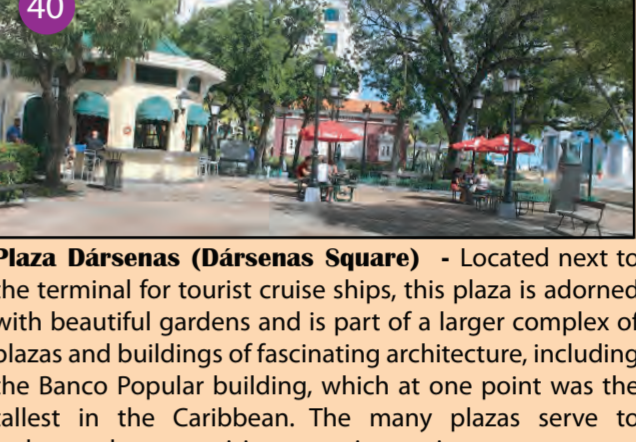 40
Plaza Dársenas (Dársenas Square) - Located next to
the terminal for tourist cruise ships, this plaza is adorned
with beautiful gardens and is part of a larger complex of
plazas and buildings of fascinating architecture, including
the Banco Popular building, which at one point was the
tallest in the Caribbean. The many plazas serve to